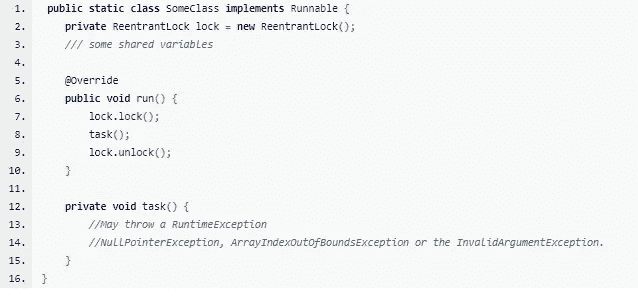 1. public static class SomeClass implements Runnable {
2. private ReentrantLock lock = new ReentrantLock();
3. /// some shared variables
4.
5. @Override
6. public void run() {
7. lock.lock();
8. task();
9. lock.unlock();
10. }
11.
12. private void task() {
13. //May throw a RuntimeException
14. //NullPointerException, ArrayIndexOutOfBoundsException or the InvalidArgumentException.
15. }
16. }